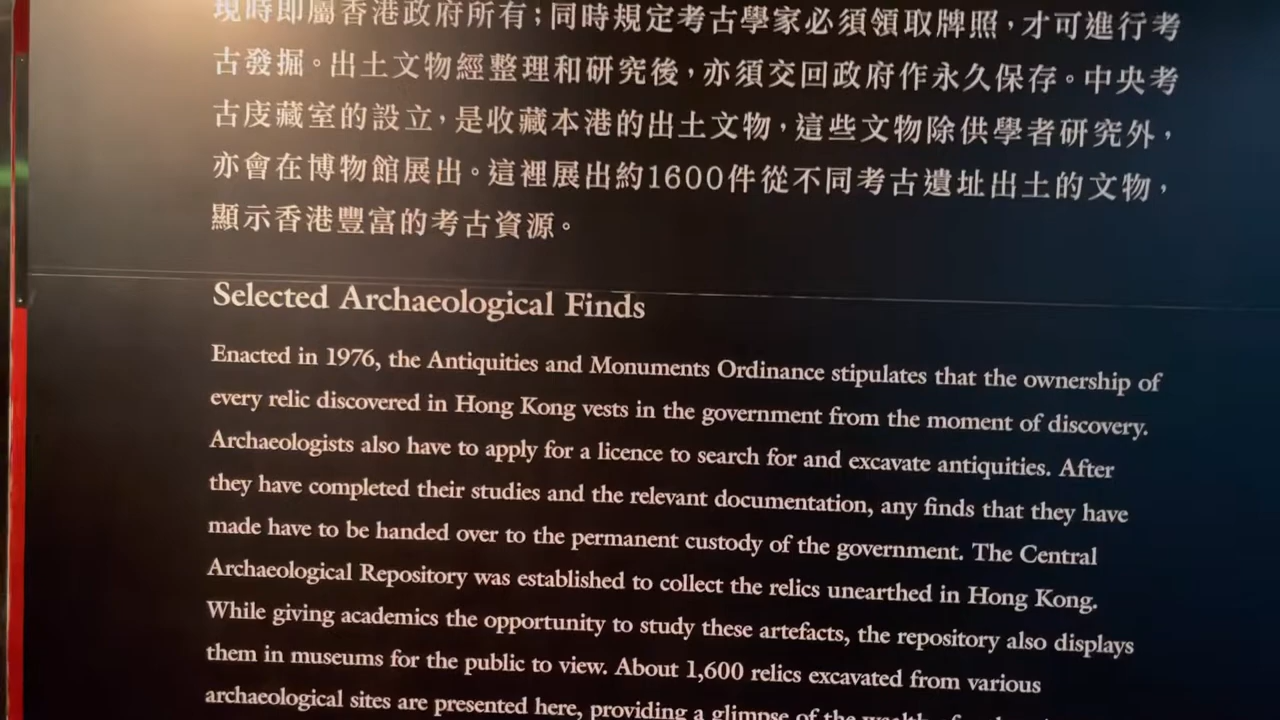 現時即屬香港政府所有；同時規定考古學家必須領取牌照，才可進行考
古發掘。出土文物經整理和研究後，亦須交回政府作永久保存。中央考
古庋藏室的設立，是收藏本港的出土文物，這些文物除供學者研究外，
亦會在博物館展出。這裡展出約1600件從不同考古遺址出土的文物，
顯示香港豐富的考古資源。
Selected Archaeological Finds
Enacted in 1976, the Antiquities and Monuments Ordinance stipulates that the ownership of
every relic discovered in Hong Kong vests in the government from the moment of discovery.
Archaeologists also have to apply for a licence to search for and excavate antiquities. After
they have completed their studies and the relevant documentation, any finds that they have
made have to be handed over to the permanent custody of the government. The Central
Archaeological Repository was established to collect the relics unearthed in Hong Kong.
While giving academics the opportunity to study these artefacts, the repository also displays
them in museums for the public to view. About 1,600 relics excavated from various
archaeological sites are presented here, providing a glimpse of the wealth of